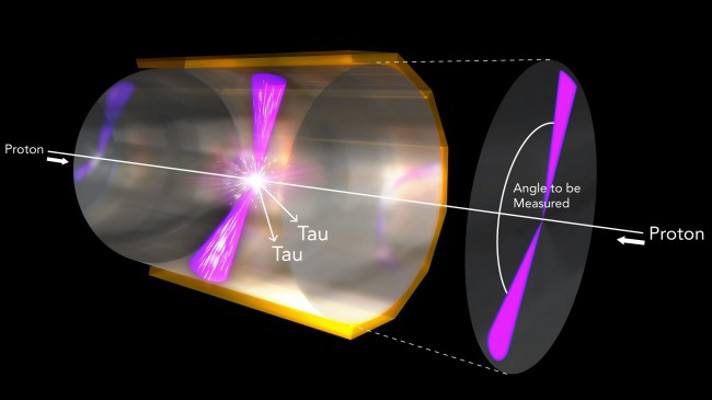 Proton
Tau
Tau
Angle to be
Measured
Proton